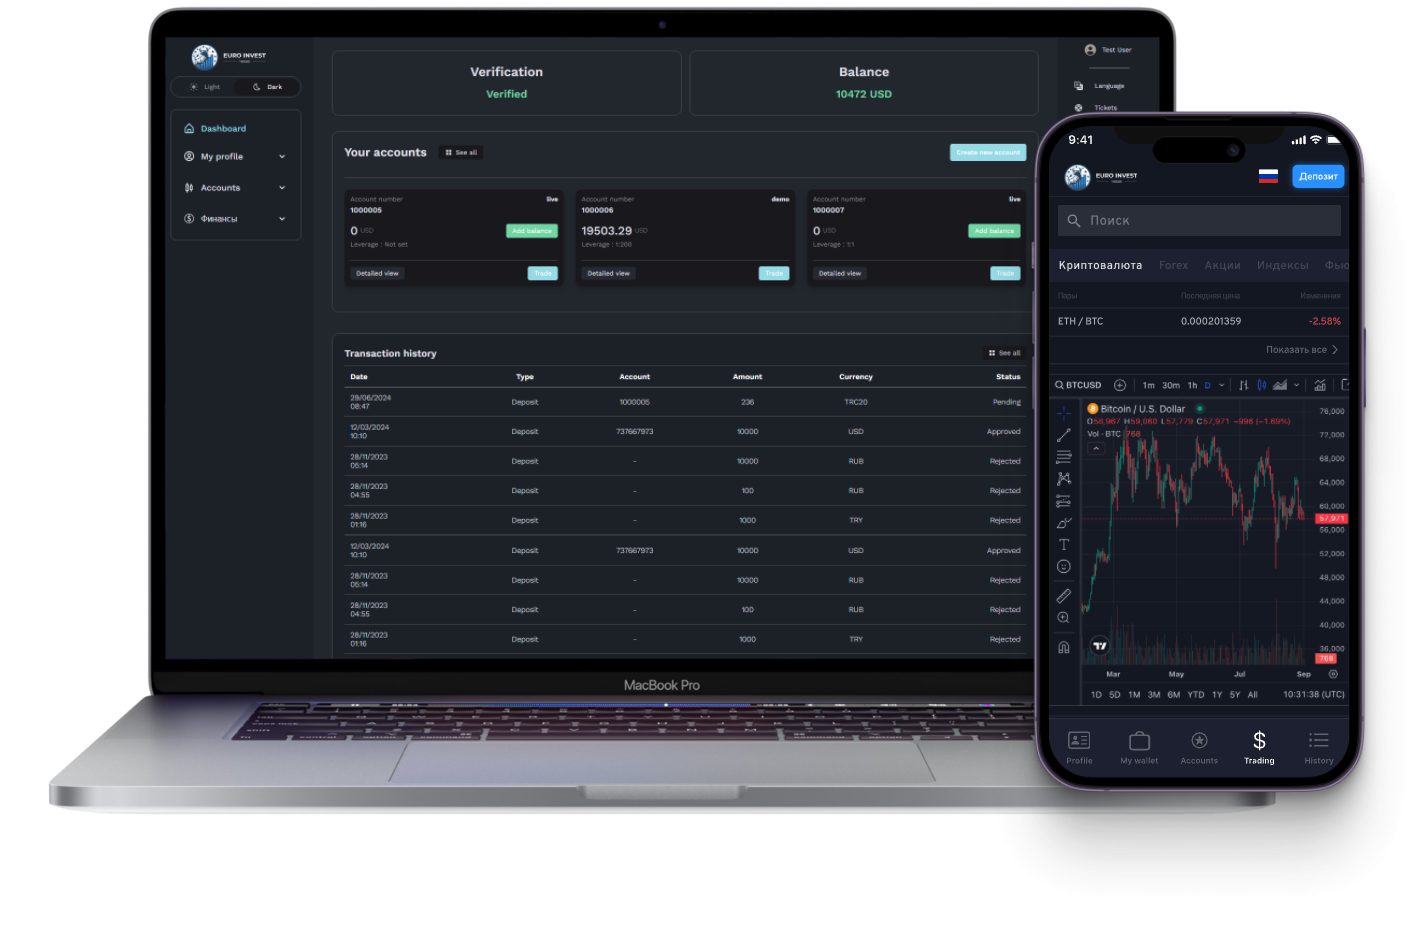 EURO INVEST
TRADE
Light Dark
Dashboard
My profile
Accounts
Финансы
Verification
Verified
Balance
10472 USD
Test User
Language
Tickets
Your accounts See all Create new account
Account number live
1000005
0 USD Add balance
Leverage : Not set
Detailed view Trade
Account number demo
1000006
19503.29 USD
Leverage : 1:200
Detailed view Trade
Account number live
1000007
0 USD Add balance
Leverage : 1:1
Detailed view Trade
Transaction history See all
Date Type Account Amount Currency Status
29/06/2024
08:47 Deposit 1000005 236 TRC20 Pending
12/03/2024
10:10 Deposit 737667973 10000 USD Approved
28/11/2023
05:14 Deposit - 10000 RUB Rejected
28/11/2023
04:55 Deposit - 100 RUB Rejected
28/11/2023
01:16 Deposit - 1000 TRY Rejected
12/03/2024
10:10 Deposit 737667973 10000 USD Approved
28/11/2023
05:14 Deposit - 10000 RUB Rejected
28/11/2023
04:55 Deposit - 100 RUB Rejected
28/11/2023
01:16 Deposit - 1000 TRY Rejected
MacBook Pro
9:41
EURO INVEST
TRADE
Депозит
Поиск
Криптовалюта Forex Акции Индексы Фью
Пары Последняя цена Изменения
ETH / BTC 0.000201359 -2.58%
Показать все
BTCUSD 1m 30m 1h D
Bitcoin / U.S. Dollar
O58,967 H59,060 L57,779 C57,971 −996 (−1.69%)
Vol · BTC 768
76,000
77,000
68,000
64,000
60,000
57,971
56,000
52,000
48,000
44,000
40,000
36,000
768
Mar May Jul Sep
1D 5D 1M 3M 6M YTD 1Y 5Y All 10:31:38 (UTC)
Profile My wallet Accounts Trading History